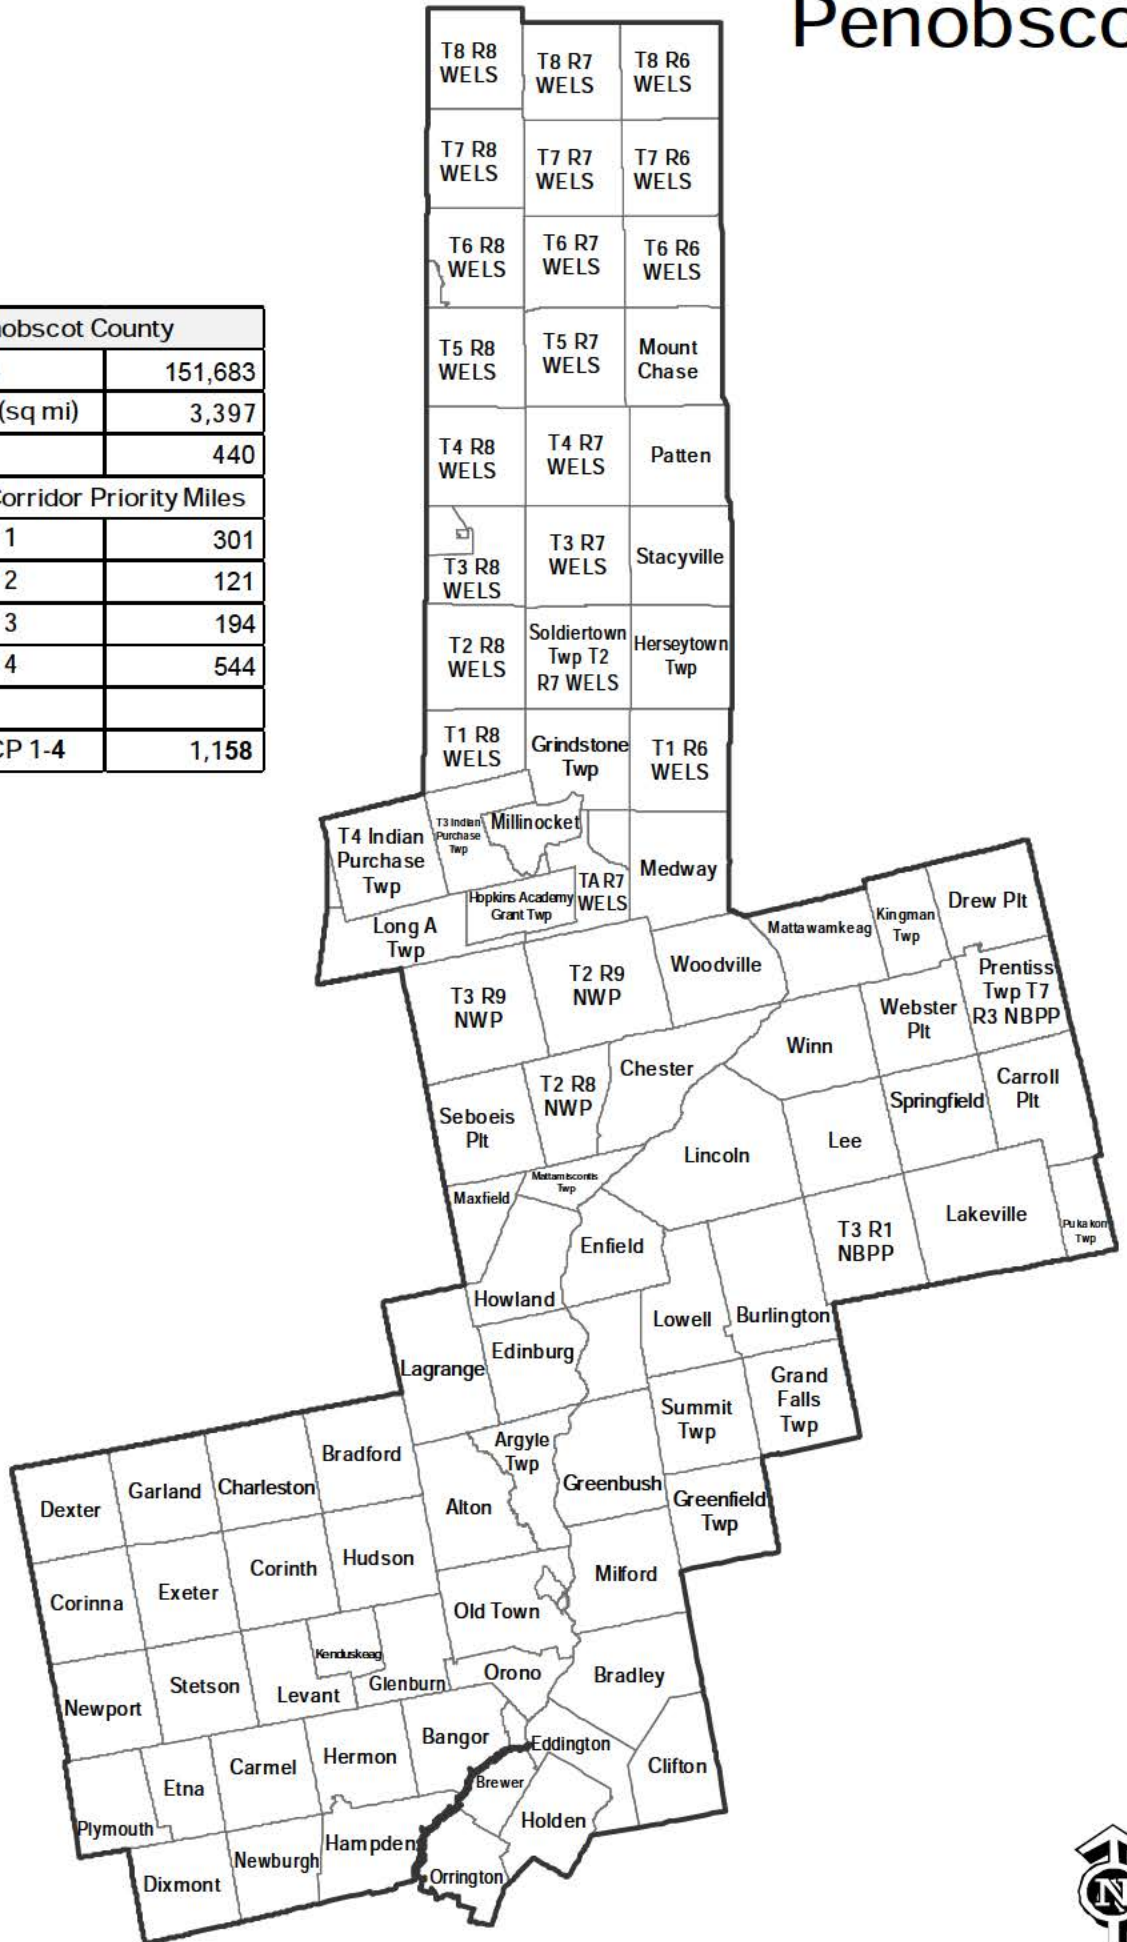 Penobsco
T8 R8
WELS
T8 R7
WELS
T8 R6
WELS
T7 R8
WELS
T7 R7
WELS
T7 R6
WELS
T6 R8
WELS
T6 R7
WELS
T6 R6
WELS
obscot County
151,683
(sq mi) 3,397
440
Corridor Priority Miles
1 301
2 121
3 194
4 544
CP 1-4 1,158
T5 R8
WELS
T5 R7
WELS
Mount
Chase
T4 R8
WELS
T4 R7
WELS
Patten
T3 R8
WELS
T3 R7
WELS
Stacyville
T2 R8
WELS
Soldiertown
Twp T2
R7 WELS
Herseytown
Twp
T1 R8
WELS
Grindstone
Twp
T1 R6
WELS
T4 Indian
Purchase
Twp
T3 Indian
Purchase
Twp
Millinocket
Medway
Hopkins Academy
Grant Twp
TA R7
WELS
Long A
Twp
Mattawamkeag
Kingman
Twp
Drew Plt
T3 R9
NWP
T2 R9
NWP
Woodville
Prentiss
Twp T7
R3 NBPP
Webster
Plt
Winn
Chester
T2 R8
NWP
Seboeis
Plt
Carroll
Plt
Springfield
Lee
Lincoln
Mattamiscontis
Twp
Maxfield
Enfield
T3 R1
NBPP
Lakeville
Pukakon
Twp
Howland
Lowell
Burlington
Edinburg
Lagrange
Grand
Falls
Twp
Summit
Twp
Argyle
Twp
Greenbush
Greenfield
Twp
Bradford
Charleston
Garland
Dexter
Alton
Hudson
Corinth
Exeter
Corinna
Milford
Old Town
Kenduskeag
Glenburn
Orono
Bradley
Levant
Stetson
Newport
Bangor
Eddington
Clifton
Hermon
Carmel
Etna
Plymouth
Brewer
Holden
Hampden
Orrington
Newburgh
Dixmont
N